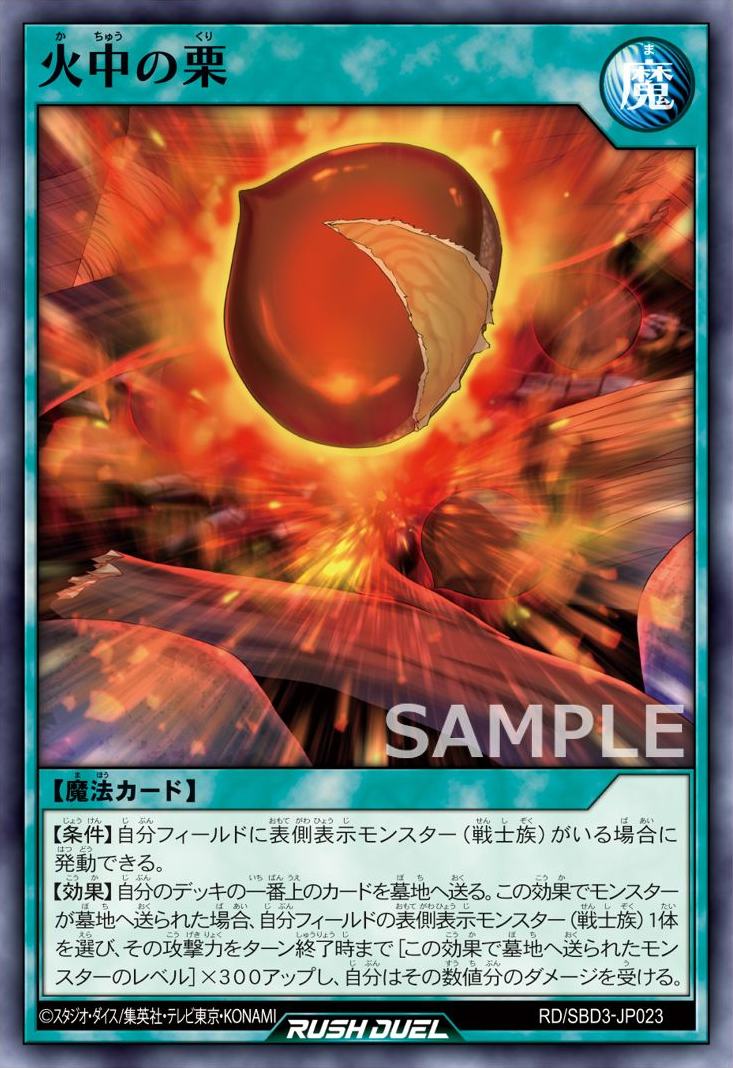 火中の栗
魔
SAMPLE
【魔法カード】
【条件】自分フィールドに表側表示モンスター（戦士族）がいる場合に
発動できる。
【効果】自分のデッキの一番上のカードを墓地へ送る。この効果でモンスター
が墓地へ送られた場合、自分フィールドの表側表示モンスター（戦士族）1体
を選び、その攻撃力をターン終了時まで［この効果で墓地へ送られたモン
スターのレベル］×300アップし、自分はその数値分のダメージを受ける。
©スタジオ・ダイス/集英社・テレビ東京・KONAMI
RUSH DUEL
RD/SBD3-JP023